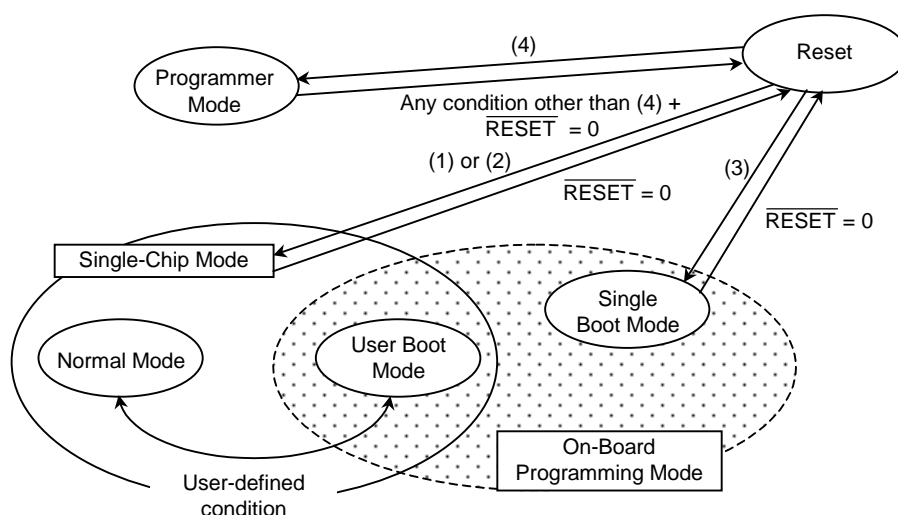 (4)
Reset
Programmer
Mode
Any condition other than (4) +
RESET = 0
(1) or (2)
(3)
RESET = 0
RESET = 0
Single-Chip Mode
Single
Boot Mode
Normal Mode
User Boot
Mode
On-Board
Programming Mode
User-defined
condition